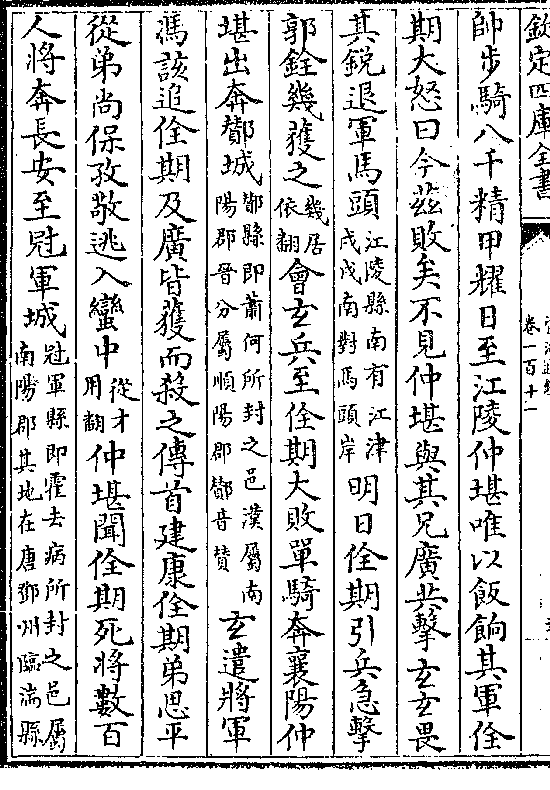 欽定四庫全書
卷一百十一
帥步騎八千精甲耀日至江陵仲堪唯以飯餉其軍佺
期大怒曰今茲敗矣不見仲堪與其兄廣共擊玄玄畏
其鋭退軍馬頭江陵縣南有江津戍戍南對馬頭岸明日佺期引兵急擊
郭銓幾獲之幾居依翻會玄兵至佺期大敗單騎奔襄陽仲
堪出奔酇城酇縣即蕭何所封之邑漢屬南陽郡晉分屬順陽郡酇音贊玄遣將軍
馮該追佺期及廣皆獲而殺之傳首建康佺期弟思平
從弟尚保孜敬逃入蠻中從才用翻仲堪聞佺期死將數百
人將奔長安至冠軍城冠軍縣即霍去病所封之邑屬南陽郡其地在唐鄧州臨湍縣